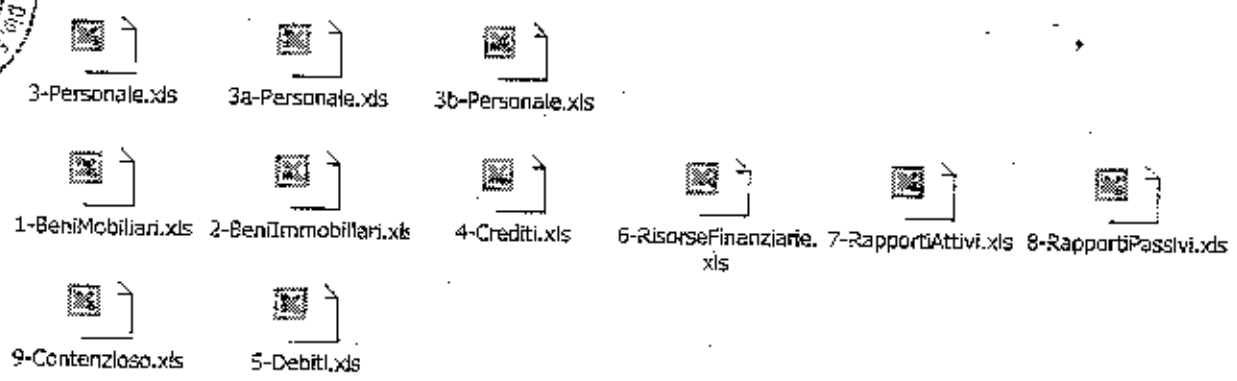 3-Personale.xls 3a-Personale.xls 3b-Personale.xls
1-BeniMobiliari.xls 2-BeniImmobiliari.xls 4-Crediti.xls 6-RisorseFinanziarie. 7-RapportiAttivi.xls 8-RapportiPassivi.xls
xls
9-Contenzioso.xls 5-Debiti.xls